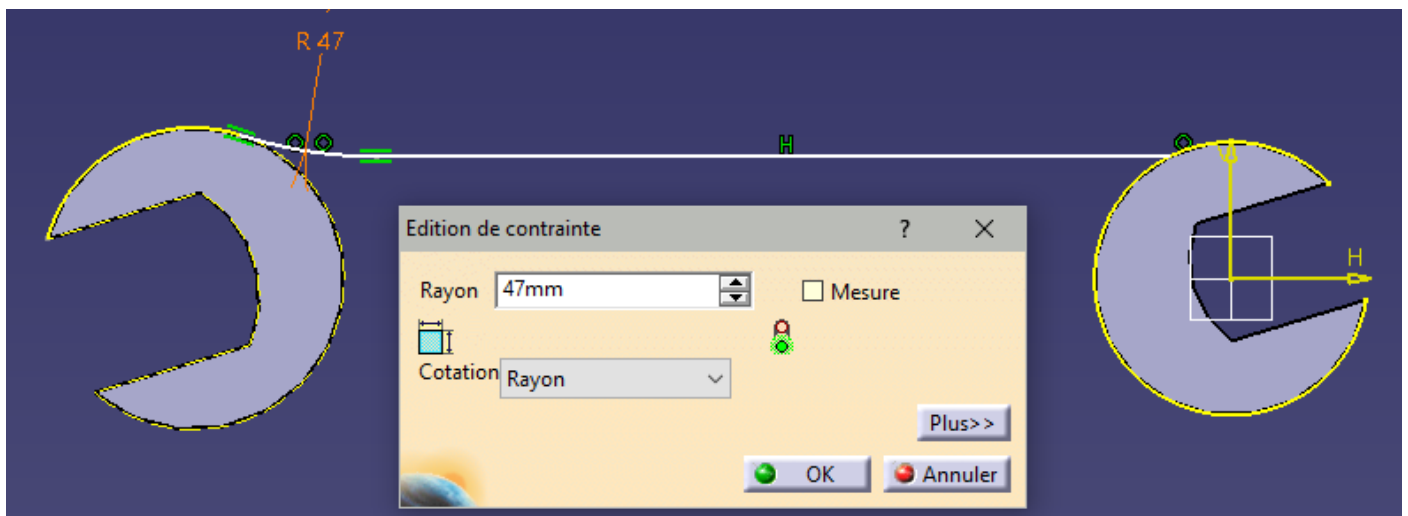 R 47
H
V
H
Edition de contrainte ?
Rayon 47mm
Mesure
Cotation Rayon
Plus>>
OK Annuler